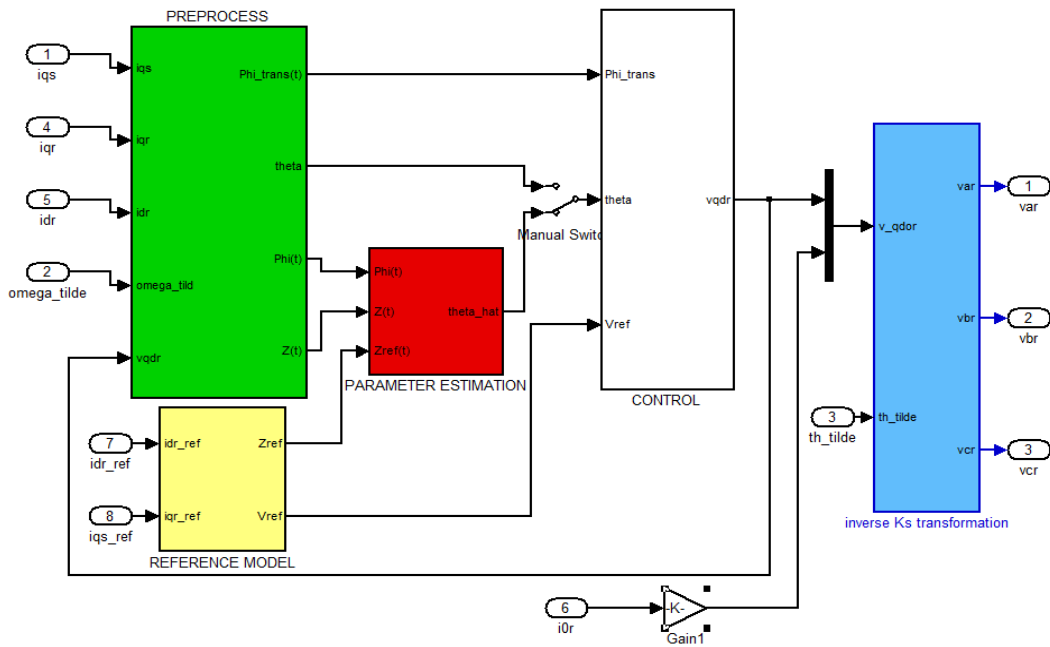 PREPROCESS
1
iqs
iqs
4
iqr
iqr
5
idr
idr
2
omega_tilde
omega_tild
vqdr
Phi_trans(t)
theta
Phi(t)
Z(t)
Phi(t)
Z(t)
Zref(t)
theta_hat
PARAMETER ESTIMATION
Manual Switc
Phi_trans
theta
Vref
vqdr
CONTROL
v_qdor
th_tilde
3
th_tilde
var
vbr
vcr
1
var
2
vbr
3
vcr
inverse Ks transformation
7
idr_ref
8
iqs_ref
idr_ref
iqr_ref
Zref
Vref
REFERENCE MODEL
6
i0r
-K-
Gain1